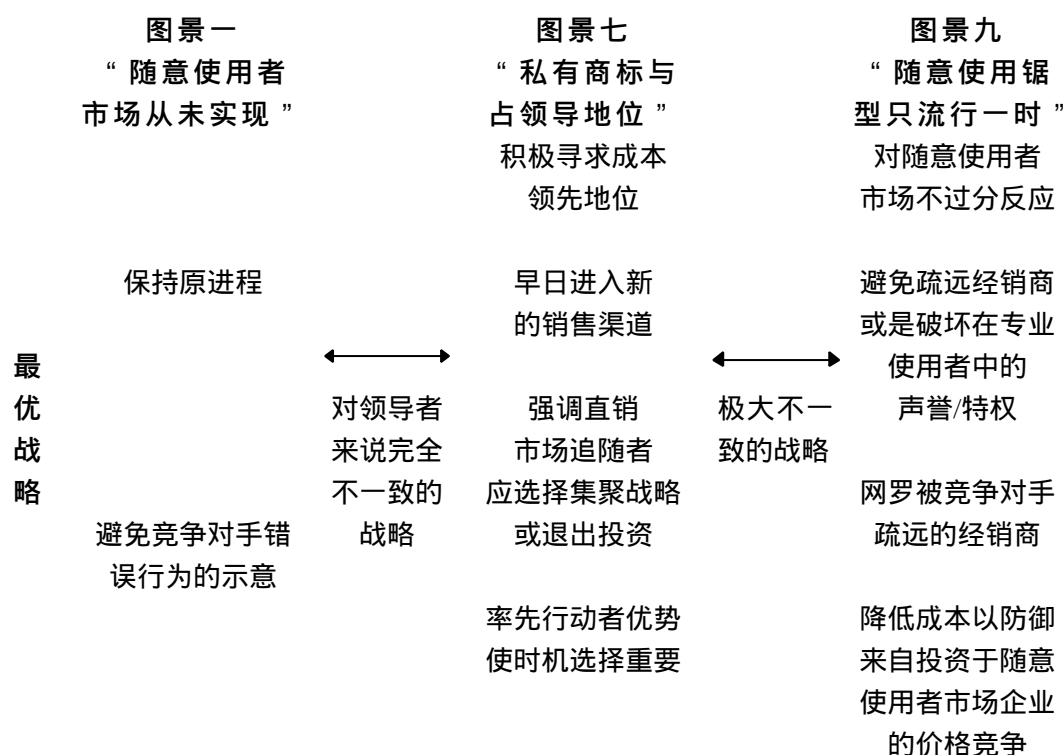 图景一
“ 随意使用者
市场从未实现 ”
保持原进程
避免竞争对手错
误行为的示意
最
优
战
略
对领导者
来说完全
不一致的
战略
图景七
“ 私有商标与
占领导地位 ”
积极寻求成本
领先地位
早日进入新
的销售渠道
强调直销
市场追随者
应选择集聚战略
或退出投资
率先行动者优势
使时机选择重要
极大不一
致的战略
图景九
“ 随意使用锯
型只流行一时 ”
对随意使用者
市场不过分反应
避免疏远经销商
或是破坏在专业
使用者中的
声誉/特权
网罗被竞争对手
疏远的经销商
降低成本以防御
来自投资于随意
使用者市场企业
的价格竞争